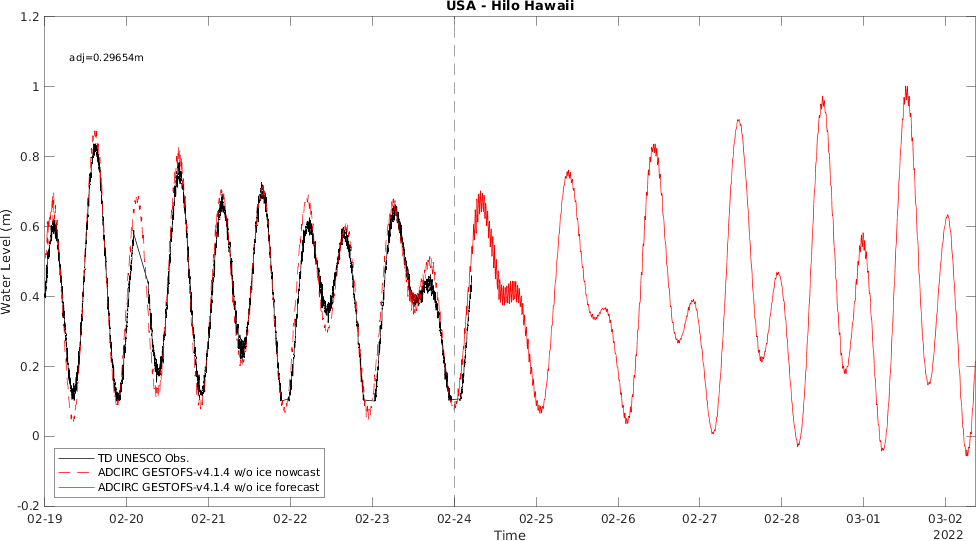 USA - Hilo Hawaii
adj=0.29654m
1.2
1
0.8
0.6
0.4
0.2
0
-0.2
Water Level (m)
TD UNESCO Obs.
ADCIRC GESTOFS-v4.1.4 w/o ice nowcast
ADCIRC GESTOFS-v4.1.4 w/o ice forecast
02-19 02-20 02-21 02-22 02-23 02-24 02-25 02-26 02-27 02-28 03-01 03-02
Time
2022